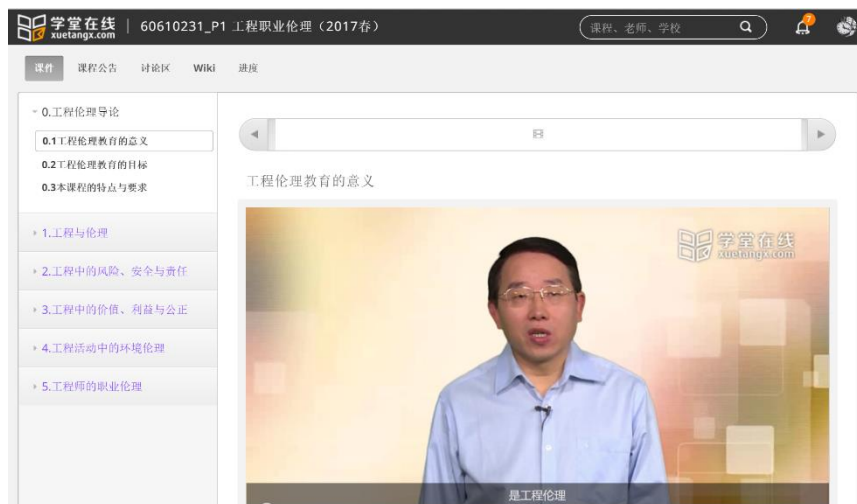 学堂在线 xuetangx.com | 60610231_P1 工程职业伦理（2017春） 课程、老师、学校 7
课件 课程公告 讨论区 Wiki 进度
0.工程伦理导论
0.1工程伦理教育的意义
0.2工程伦理教育的目标
0.3本课程的特点与要求
1.工程与伦理
2.工程中的风险、安全与责任
3.工程中的价值、利益与公正
4.工程活动中的环境伦理
5.工程师的职业伦理
工程伦理教育的意义
学堂在线
xuetangx.com
是工程伦理